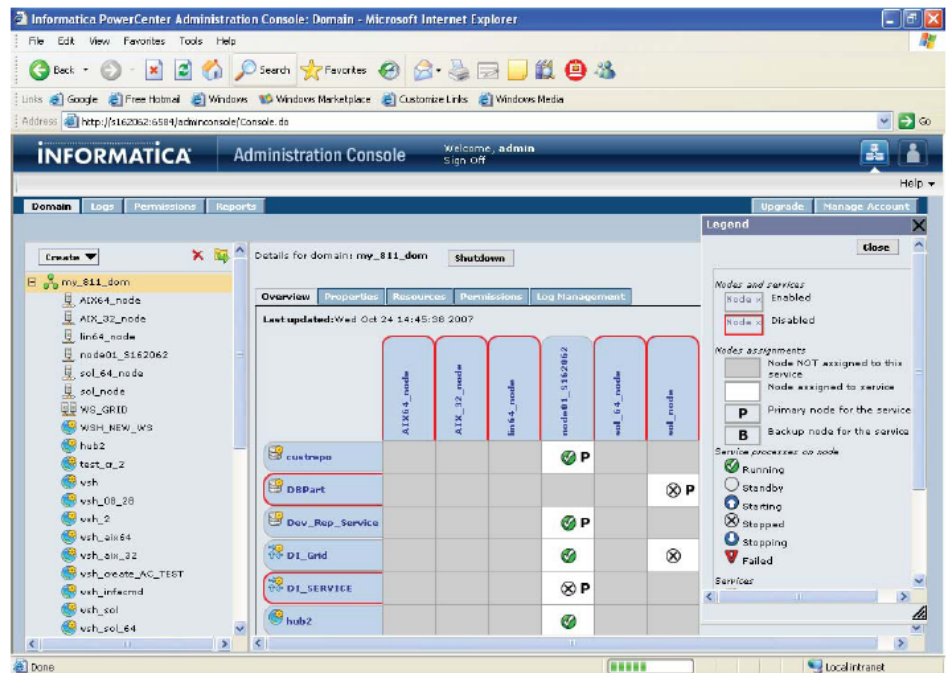 Informatica PowerCenter Administration Console: Domain - Microsoft Internet Explorer
File Edit View Favorites Tools Help
Back Search Favorites
Links Google Free Hotmail Windows Windows Marketplace Customize Links Windows Media
Address http://s162062:6584/adminconsole/Console.do Go
INFORMATICA Administration Console Welcome, admin
Sign Off
Help
Domain Logs Permissions Reports Upgrade Manage Account
Create
my_811_dom
AIX64_node
AIX_32_node
lin64_node
node01_S162062
sol_64_node
sol_node
WS_GRID
WSH_NEW_WS
hub2
test_cr_2
vsh
vsh_08_28
vsh_2
vsh_aix64
vsh_aix_32
vsh_create_AC_TEST
vsh_infacmd
vsh_sol
vsh_sol_64
Details for domain: my_811_dom Shutdown
Overview Properties Resources Permissions Log Management
Last updated:Wed Oct 24 14:45:38 2007
AIX64_node
AIX_32_node
lin64_node
node01_S162062
sol_64_node
sol_node
custrepo P
DBPart P
Dev_Rep_Service P
DI_Grid
DI_SERVICE P
hub2
Legend
Close
Nodes and services
Node x Enabled
Node x Disabled
Nodes assignments
Node NOT assigned to this
service
Node assigned to service
P Primary node for the service
B Backup node for the service
Service processes on node
Running
Standby
Starting
Stopped
Stopping
Failed
Services
Done Local intranet